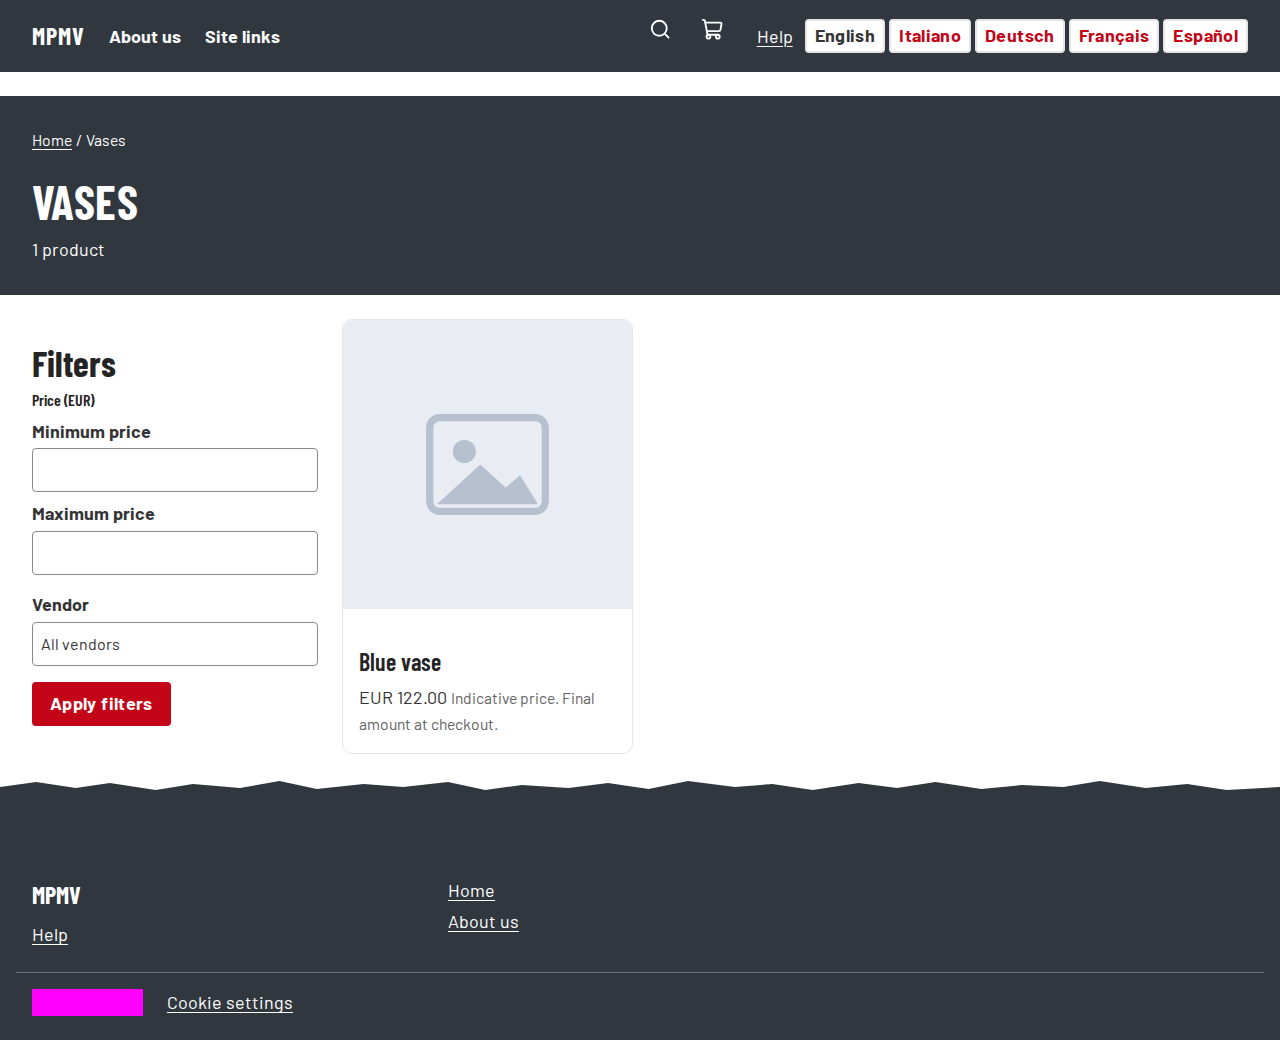 MPMV About us Site links Help English Italiano Deutsch Français Español
Home / Vases
VASES
1 product
Filters
Price (EUR)
Minimum price
Maximum price
Vendor
All vendors
Apply filters
Blue vase
EUR 122.00 Indicative price. Final
amount at checkout.
MPMV
Help
Home
About us
Cookie settings